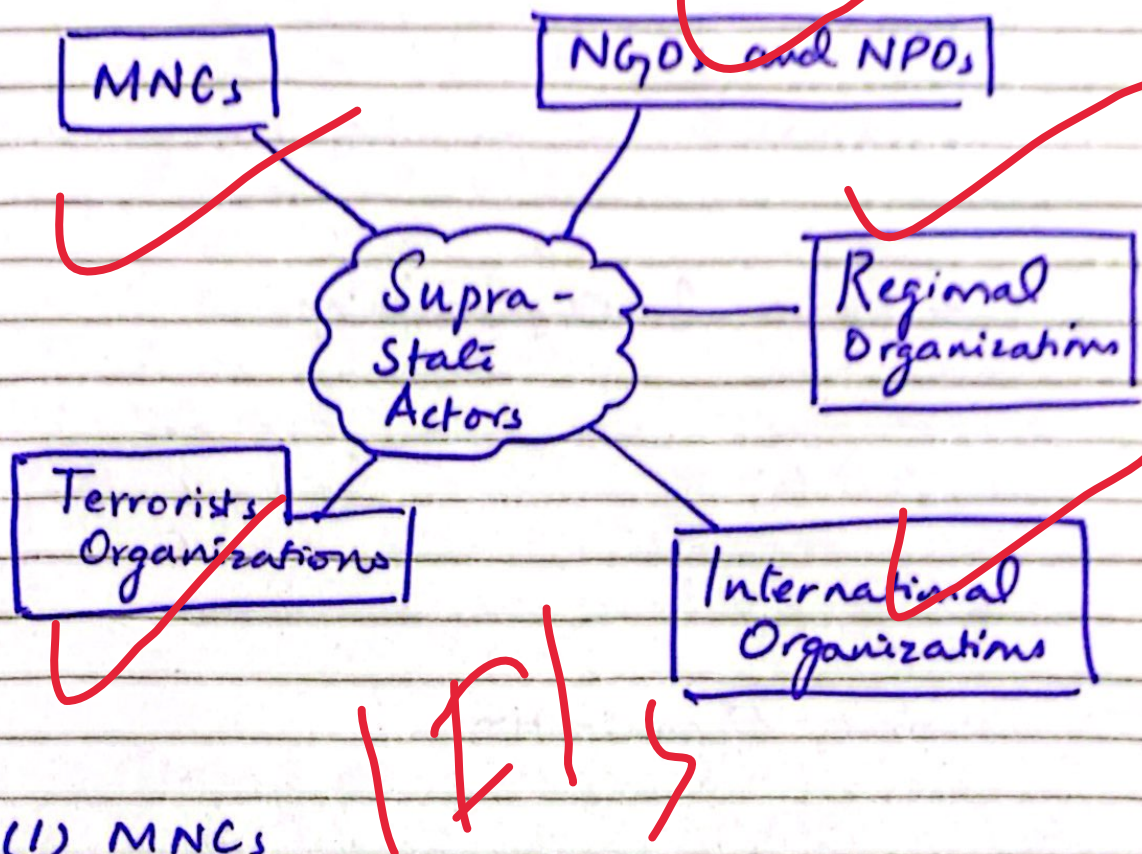 MNCs
NGOs and NPOs
Supra-
State
Actors
Regional
Organizations
Terrorists
Organizations
International
Organizations
(1) MNCs